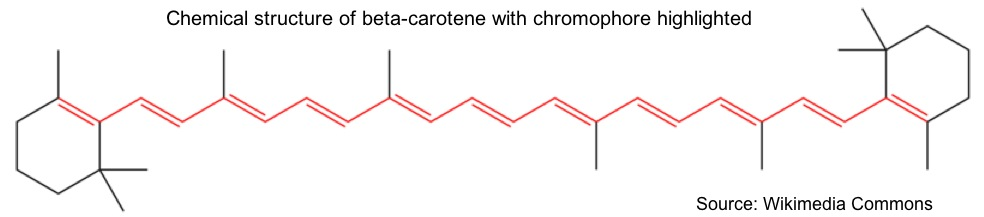 Chemical structure of beta-carotene with chromophore highlighted
Source: Wikimedia Commons